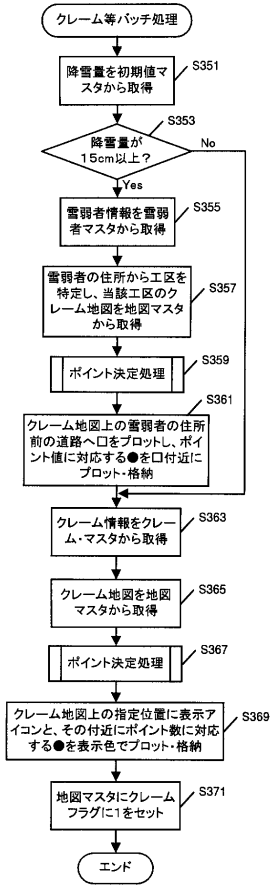 クレーム等バッチ処理
S351
降雪量を初期値マ
スタから取得
S353
降雪量が
15cm以上?
No
Yes
S355
雪弱者情報を雪弱
者マスタから取得
S357
雪弱者の住所から工区を
特定し、当該工区のク
レーム地図を地図マスタ
から取得
S359
ポイント決定処理
S361
クレーム地図上の雪弱者の住所
前の道路へ口をプロットし、ポイ
ント値に対応する●を口付近に
プロット・格納
S363
クレーム情報をクレー
ム・マスタから取得
S365
クレーム地図を地図
マスタから取得
S367
ポイント決定処理
S369
クレーム地図上の指定位置に表示ア
イコンと、その付近にポイント数に対応
する●を表示色でプロット・格納
S371
地図マスタにクレーム
フラグに1をセット
エンド